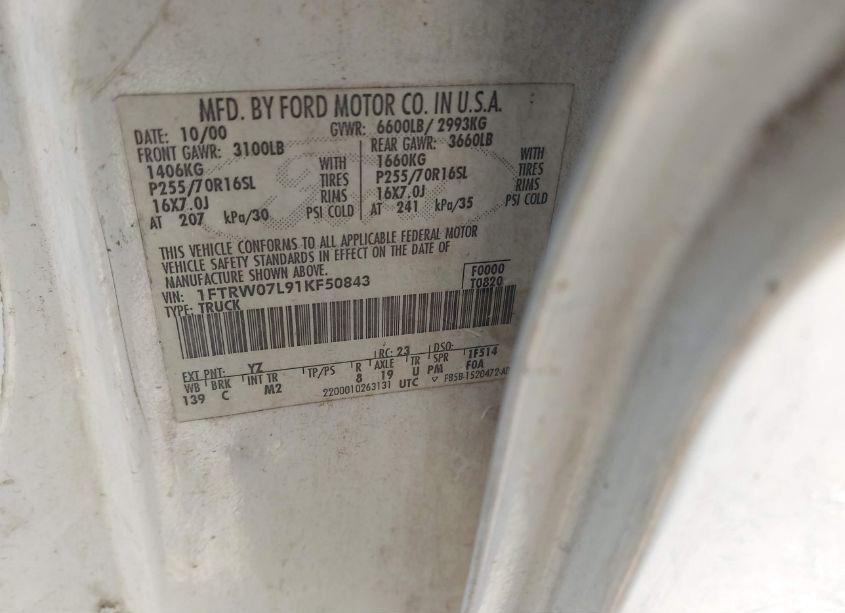 MFD. BY FORD MOTOR CO. IN U.S.A.
DATE: 10/00 GVWR: 6600LB/ 2993KG
FRONT GAWR: 3100LB REAR GAWR: 3660LB
1406KG WITH 1660KG WITH
P255/70R16SL TIRES P255/70R16SL TIRES
16X7.0J RIMS 16X7.0J RIMS
AT 207 kPa/30 PSI COLD AT 241 kPa/35 PSI COLD
THIS VEHICLE CONFORMS TO ALL APPLICABLE FEDERAL MOTOR
VEHICLE SAFETY STANDARDS IN EFFECT ON THE DATE OF
MANUFACTURE SHOWN ABOVE.
VIN: 1FTRW07L91KF50843 F0000
TYPE: TRUCK T0820
EXT PNT: YZ RC: 23 DSO:
WB BRK INT TR TP/PS R AXLE TR SPR 1F514
139 C M2 8 19 U PM F0A
2200010263131 UTC ▽ F85B-1520472-AD